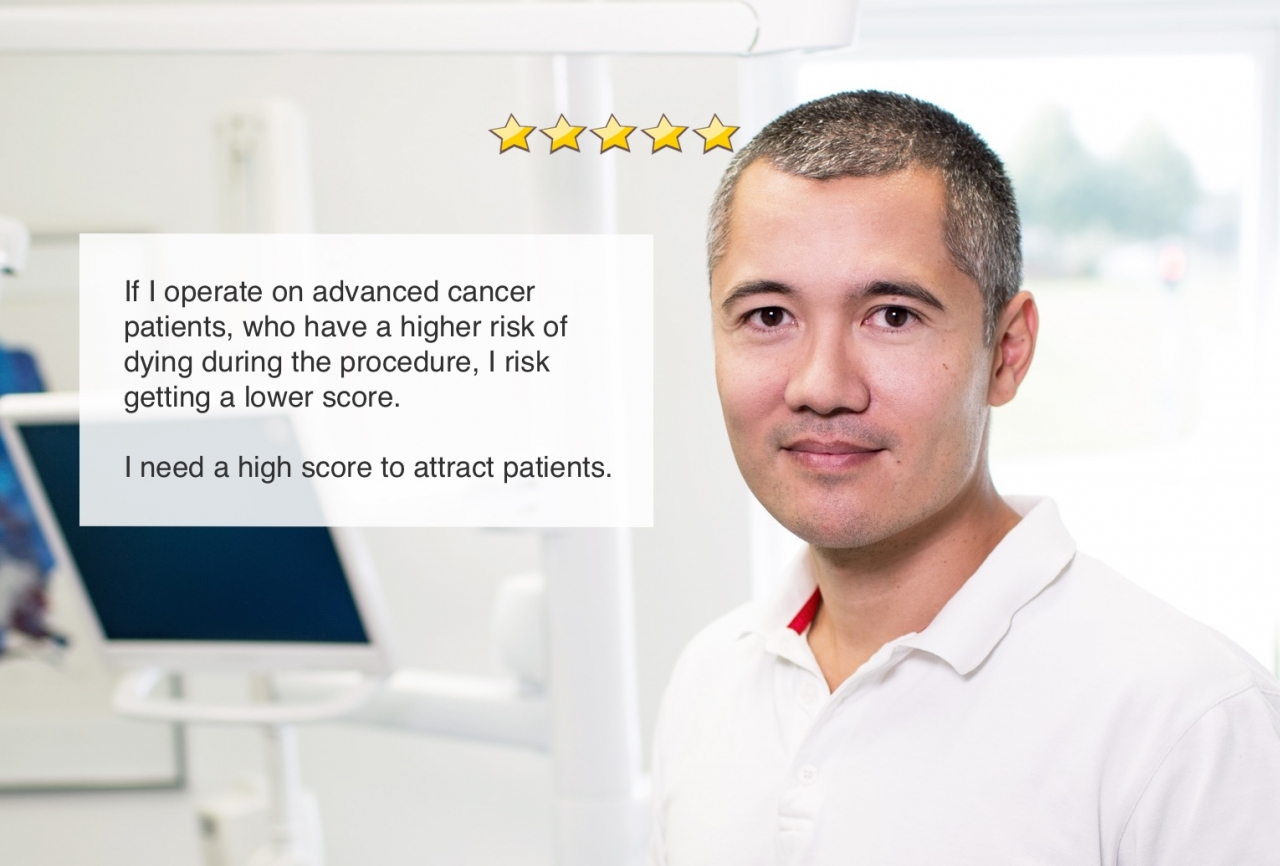 If I operate on advanced cancer
patients, who have a higher risk of
dying during the procedure, I risk
getting a lower score.
I need a high score to attract patients.